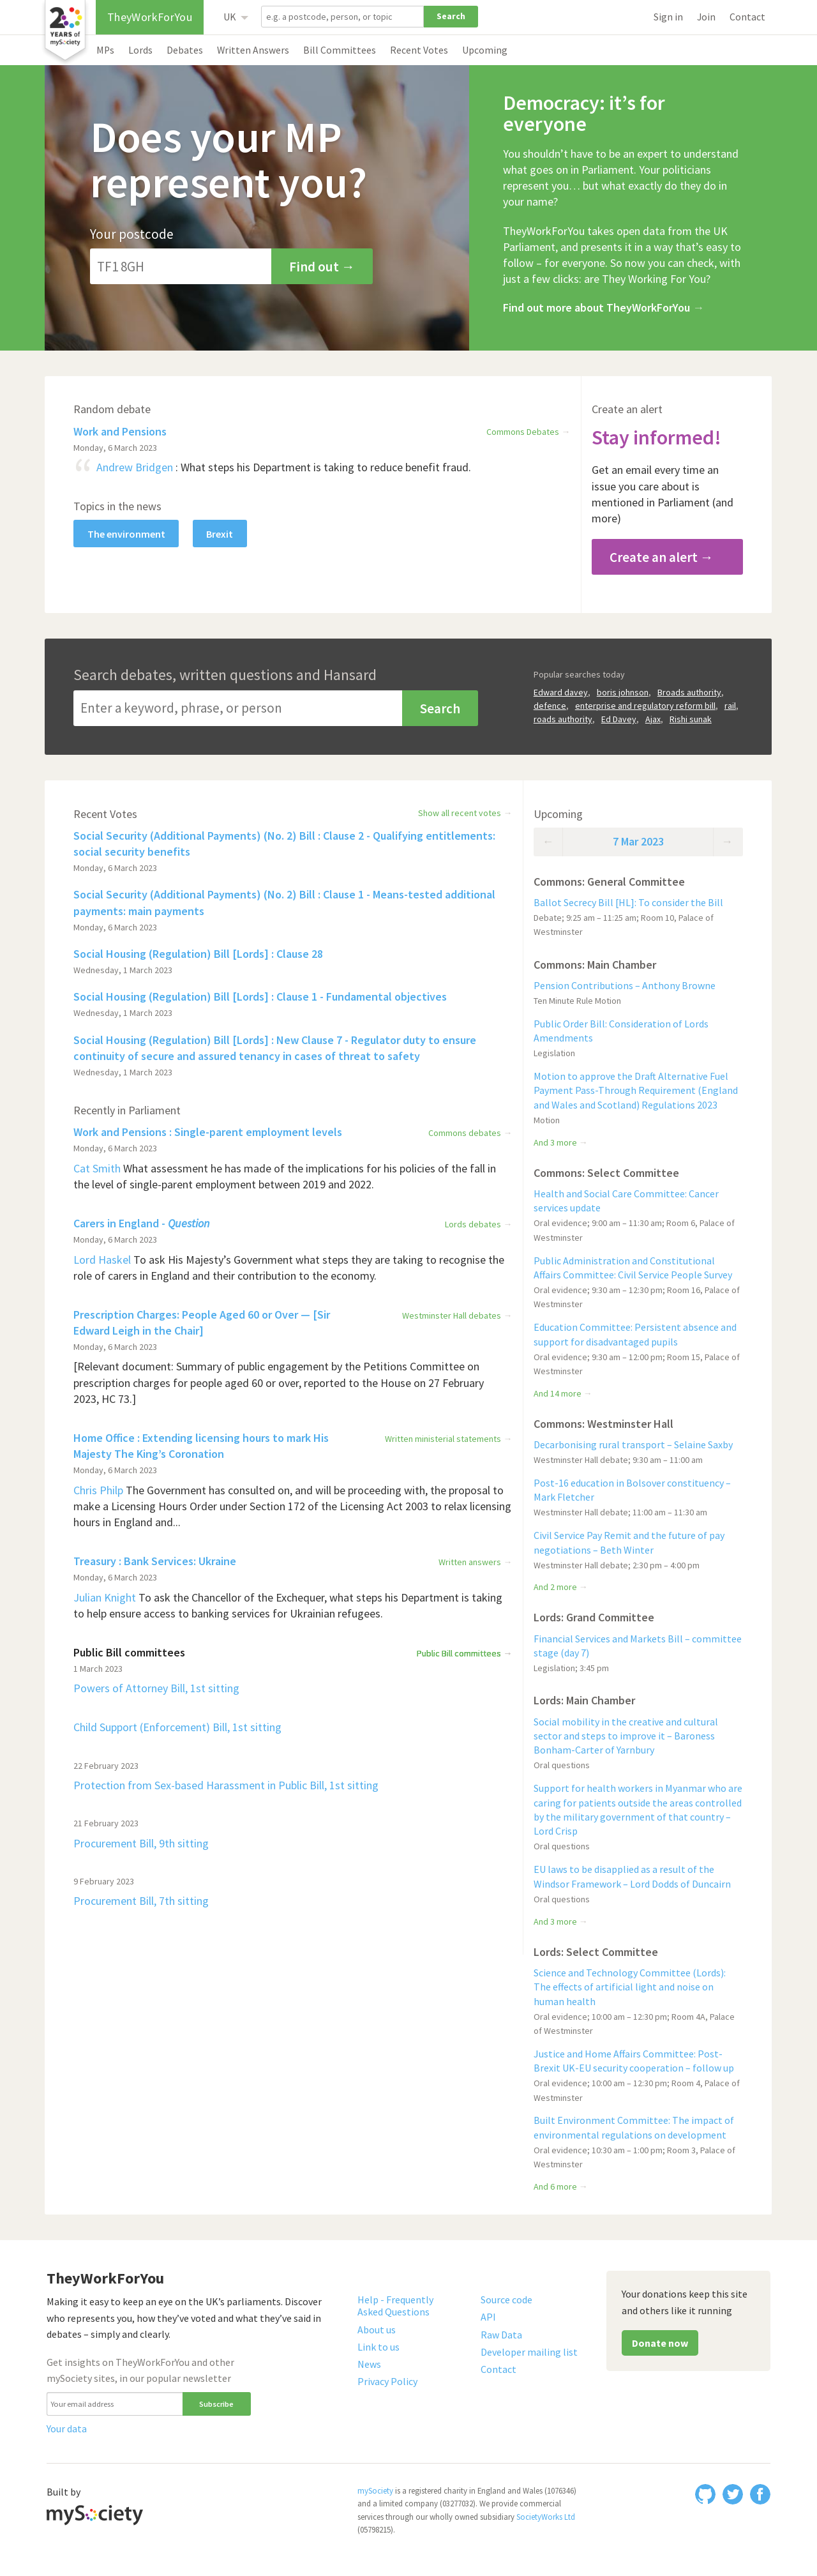 20
YEARS of
mySociety
TheyWorkForYou
UK
e.g. a postcode, person, or topic
Search
Sign in
Join
Contact
MPs
Lords
Debates
Written Answers
Bill Committees
Recent Votes
Upcoming
Does your MP
represent you?
Your postcode
TF1 8GH
Find out →
Democracy: it’s for
everyone
You shouldn’t have to be an expert to understand
what goes on in Parliament. Your politicians
represent you… but what exactly do they do in
your name?
TheyWorkForYou takes open data from the UK
Parliament, and presents it in a way that’s easy to
follow – for everyone. So now you can check, with
just a few clicks: are They Working For You?
Find out more about TheyWorkForYou →
Random debate
Work and Pensions
Commons Debates →
Monday, 6 March 2023
“ Andrew Bridgen : What steps his Department is taking to reduce benefit fraud.
Topics in the news
The environment
Brexit
Create an alert
Stay informed!
Get an email every time an
issue you care about is
mentioned in Parliament (and
more)
Create an alert →
Search debates, written questions and Hansard
Enter a keyword, phrase, or person
Search
Popular searches today
Edward davey, boris johnson, Broads authority,
defence, enterprise and regulatory reform bill, rail,
roads authority, Ed Davey, Ajax, Rishi sunak
Recent Votes
Show all recent votes →
Social Security (Additional Payments) (No. 2) Bill : Clause 2 - Qualifying entitlements:
social security benefits
Monday, 6 March 2023
Social Security (Additional Payments) (No. 2) Bill : Clause 1 - Means-tested additional
payments: main payments
Monday, 6 March 2023
Social Housing (Regulation) Bill [Lords] : Clause 28
Wednesday, 1 March 2023
Social Housing (Regulation) Bill [Lords] : Clause 1 - Fundamental objectives
Wednesday, 1 March 2023
Social Housing (Regulation) Bill [Lords] : New Clause 7 - Regulator duty to ensure
continuity of secure and assured tenancy in cases of threat to safety
Wednesday, 1 March 2023
Recently in Parliament
Work and Pensions : Single-parent employment levels
Commons debates →
Monday, 6 March 2023
Cat Smith What assessment he has made of the implications for his policies of the fall in
the level of single-parent employment between 2019 and 2022.
Carers in England - Question
Lords debates →
Monday, 6 March 2023
Lord Haskel To ask His Majesty’s Government what steps they are taking to recognise the
role of carers in England and their contribution to the economy.
Prescription Charges: People Aged 60 or Over — [Sir
Edward Leigh in the Chair]
Westminster Hall debates →
Monday, 6 March 2023
[Relevant document: Summary of public engagement by the Petitions Committee on
prescription charges for people aged 60 or over, reported to the House on 27 February
2023, HC 73.]
Home Office : Extending licensing hours to mark His
Majesty The King’s Coronation
Written ministerial statements →
Monday, 6 March 2023
Chris Philp The Government has consulted on, and will be proceeding with, the proposal to
make a Licensing Hours Order under Section 172 of the Licensing Act 2003 to relax licensing
hours in England and...
Treasury : Bank Services: Ukraine
Written answers →
Monday, 6 March 2023
Julian Knight To ask the Chancellor of the Exchequer, what steps his Department is taking
to help ensure access to banking services for Ukrainian refugees.
Public Bill committees
Public Bill committees →
1 March 2023
Powers of Attorney Bill, 1st sitting
Child Support (Enforcement) Bill, 1st sitting
22 February 2023
Protection from Sex-based Harassment in Public Bill, 1st sitting
21 February 2023
Procurement Bill, 9th sitting
9 February 2023
Procurement Bill, 7th sitting
Upcoming
← 7 Mar 2023 →
Commons: General Committee
Ballot Secrecy Bill [HL]: To consider the Bill
Debate; 9:25 am – 11:25 am; Room 10, Palace of
Westminster
Commons: Main Chamber
Pension Contributions – Anthony Browne
Ten Minute Rule Motion
Public Order Bill: Consideration of Lords
Amendments
Legislation
Motion to approve the Draft Alternative Fuel
Payment Pass-Through Requirement (England
and Wales and Scotland) Regulations 2023
Motion
And 3 more →
Commons: Select Committee
Health and Social Care Committee: Cancer
services update
Oral evidence; 9:00 am – 11:30 am; Room 6, Palace of
Westminster
Public Administration and Constitutional
Affairs Committee: Civil Service People Survey
Oral evidence; 9:30 am – 12:30 pm; Room 16, Palace of
Westminster
Education Committee: Persistent absence and
support for disadvantaged pupils
Oral evidence; 9:30 am – 12:00 pm; Room 15, Palace of
Westminster
And 14 more →
Commons: Westminster Hall
Decarbonising rural transport – Selaine Saxby
Westminster Hall debate; 9:30 am – 11:00 am
Post-16 education in Bolsover constituency –
Mark Fletcher
Westminster Hall debate; 11:00 am – 11:30 am
Civil Service Pay Remit and the future of pay
negotiations – Beth Winter
Westminster Hall debate; 2:30 pm – 4:00 pm
And 2 more →
Lords: Grand Committee
Financial Services and Markets Bill – committee
stage (day 7)
Legislation; 3:45 pm
Lords: Main Chamber
Social mobility in the creative and cultural
sector and steps to improve it – Baroness
Bonham-Carter of Yarnbury
Oral questions
Support for health workers in Myanmar who are
caring for patients outside the areas controlled
by the military government of that country –
Lord Crisp
Oral questions
EU laws to be disapplied as a result of the
Windsor Framework – Lord Dodds of Duncairn
Oral questions
And 3 more →
Lords: Select Committee
Science and Technology Committee (Lords):
The effects of artificial light and noise on
human health
Oral evidence; 10:00 am – 12:30 pm; Room 4A, Palace
of Westminster
Justice and Home Affairs Committee: Post-
Brexit UK-EU security cooperation – follow up
Oral evidence; 10:00 am – 12:30 pm; Room 4, Palace of
Westminster
Built Environment Committee: The impact of
environmental regulations on development
Oral evidence; 10:30 am – 1:00 pm; Room 3, Palace of
Westminster
And 6 more →
TheyWorkForYou
Making it easy to keep an eye on the UK’s parliaments. Discover
who represents you, how they’ve voted and what they’ve said in
debates – simply and clearly.
Get insights on TheyWorkForYou and other
mySociety sites, in our popular newsletter
Your email address
Subscribe
Your data
Help - Frequently
Asked Questions
About us
Link to us
News
Privacy Policy
Source code
API
Raw Data
Developer mailing list
Contact
Your donations keep this site
and others like it running
Donate now
Built by
mySociety
mySociety is a registered charity in England and Wales (1076346)
and a limited company (03277032). We provide commercial
services through our wholly owned subsidiary SocietyWorks Ltd
(05798215).